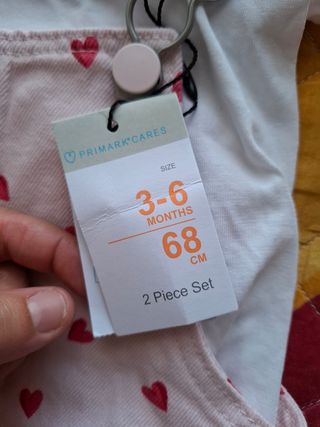 PRIMARK CARES
SIZE
3-6
MONTHS
68
CM
2 Piece Set